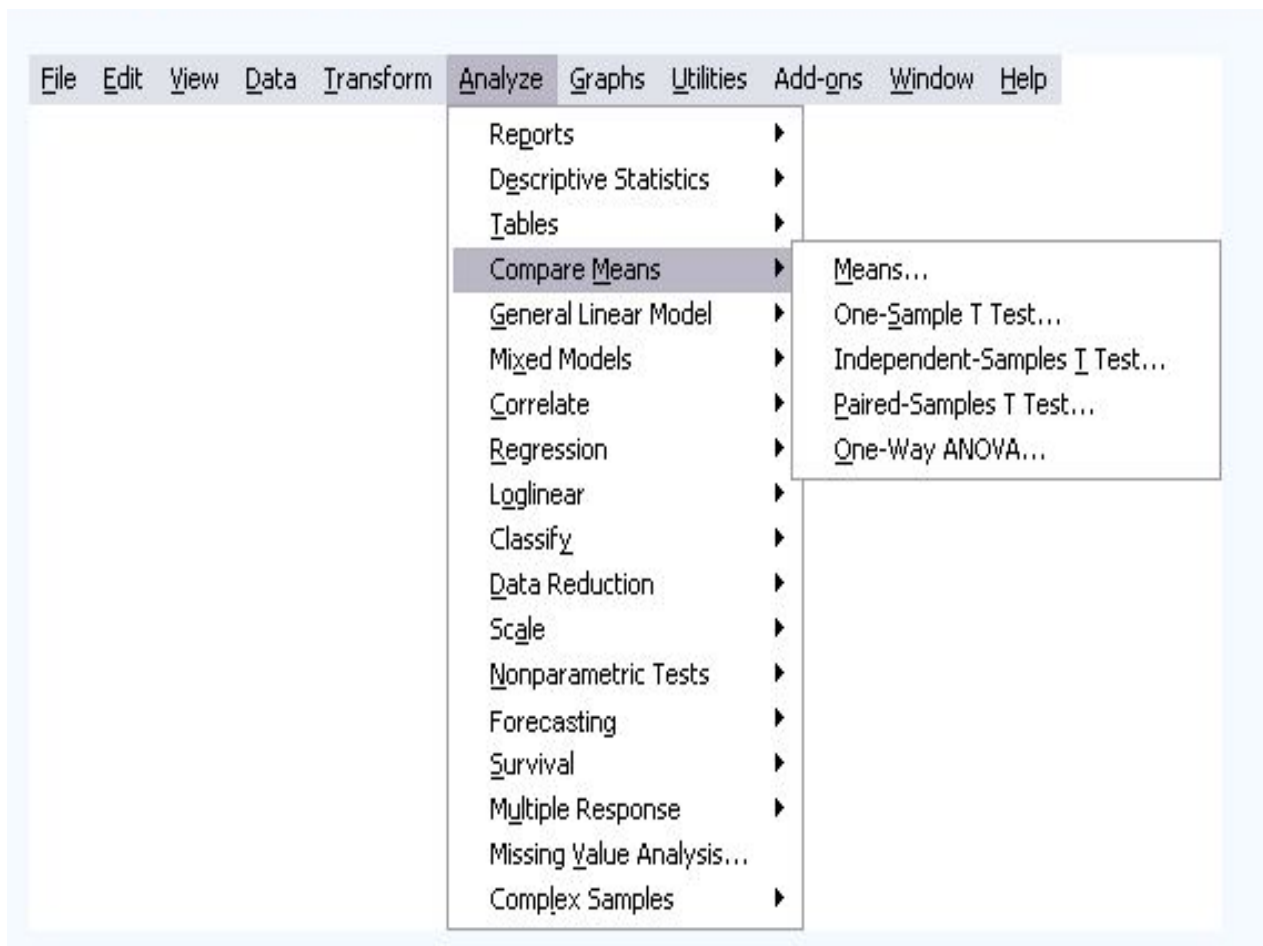 File Edit View Data Transform Analyze Graphs Utilities Add-ons Window Help
Reports
Descriptive Statistics
Tables
Compare Means
General Linear Model
Mixed Models
Correlate
Regression
Loglinear
Classify
Data Reduction
Scale
Nonparametric Tests
Forecasting
Survival
Multiple Response
Missing Value Analysis...
Complex Samples
Means...
One-Sample T Test...
Independent-Samples T Test...
Paired-Samples T Test...
One-Way ANOVA...